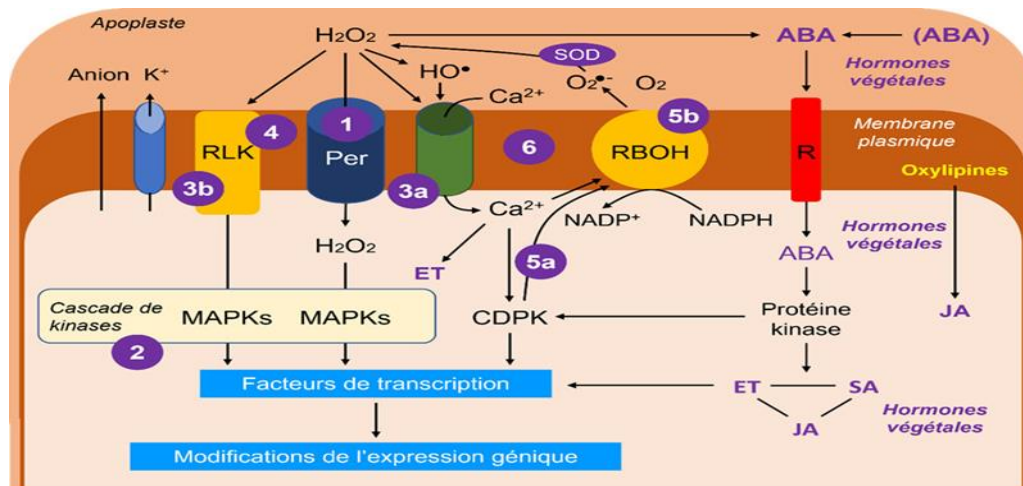 Apoplaste
H₂O₂
ABA
(ABA)
SOD
Hormones
végétales
Anion
K⁺
HO•
O₂•⁻
O₂
Ca²⁺
5b
Membrane
plasmique
4
1
RLK
Per
6
RBOH
R
Oxylipines
3b
3a
Ca²⁺
NADP⁺
NADPH
Hormones
végétales
H₂O₂
ET
5a
ABA
Cascade de
kinases
MAPKs
MAPKs
CDPK
Protéine
kinase
JA
2
Facteurs de transcription
ET
SA
JA
Hormones
végétales
Modifications de l'expression génique